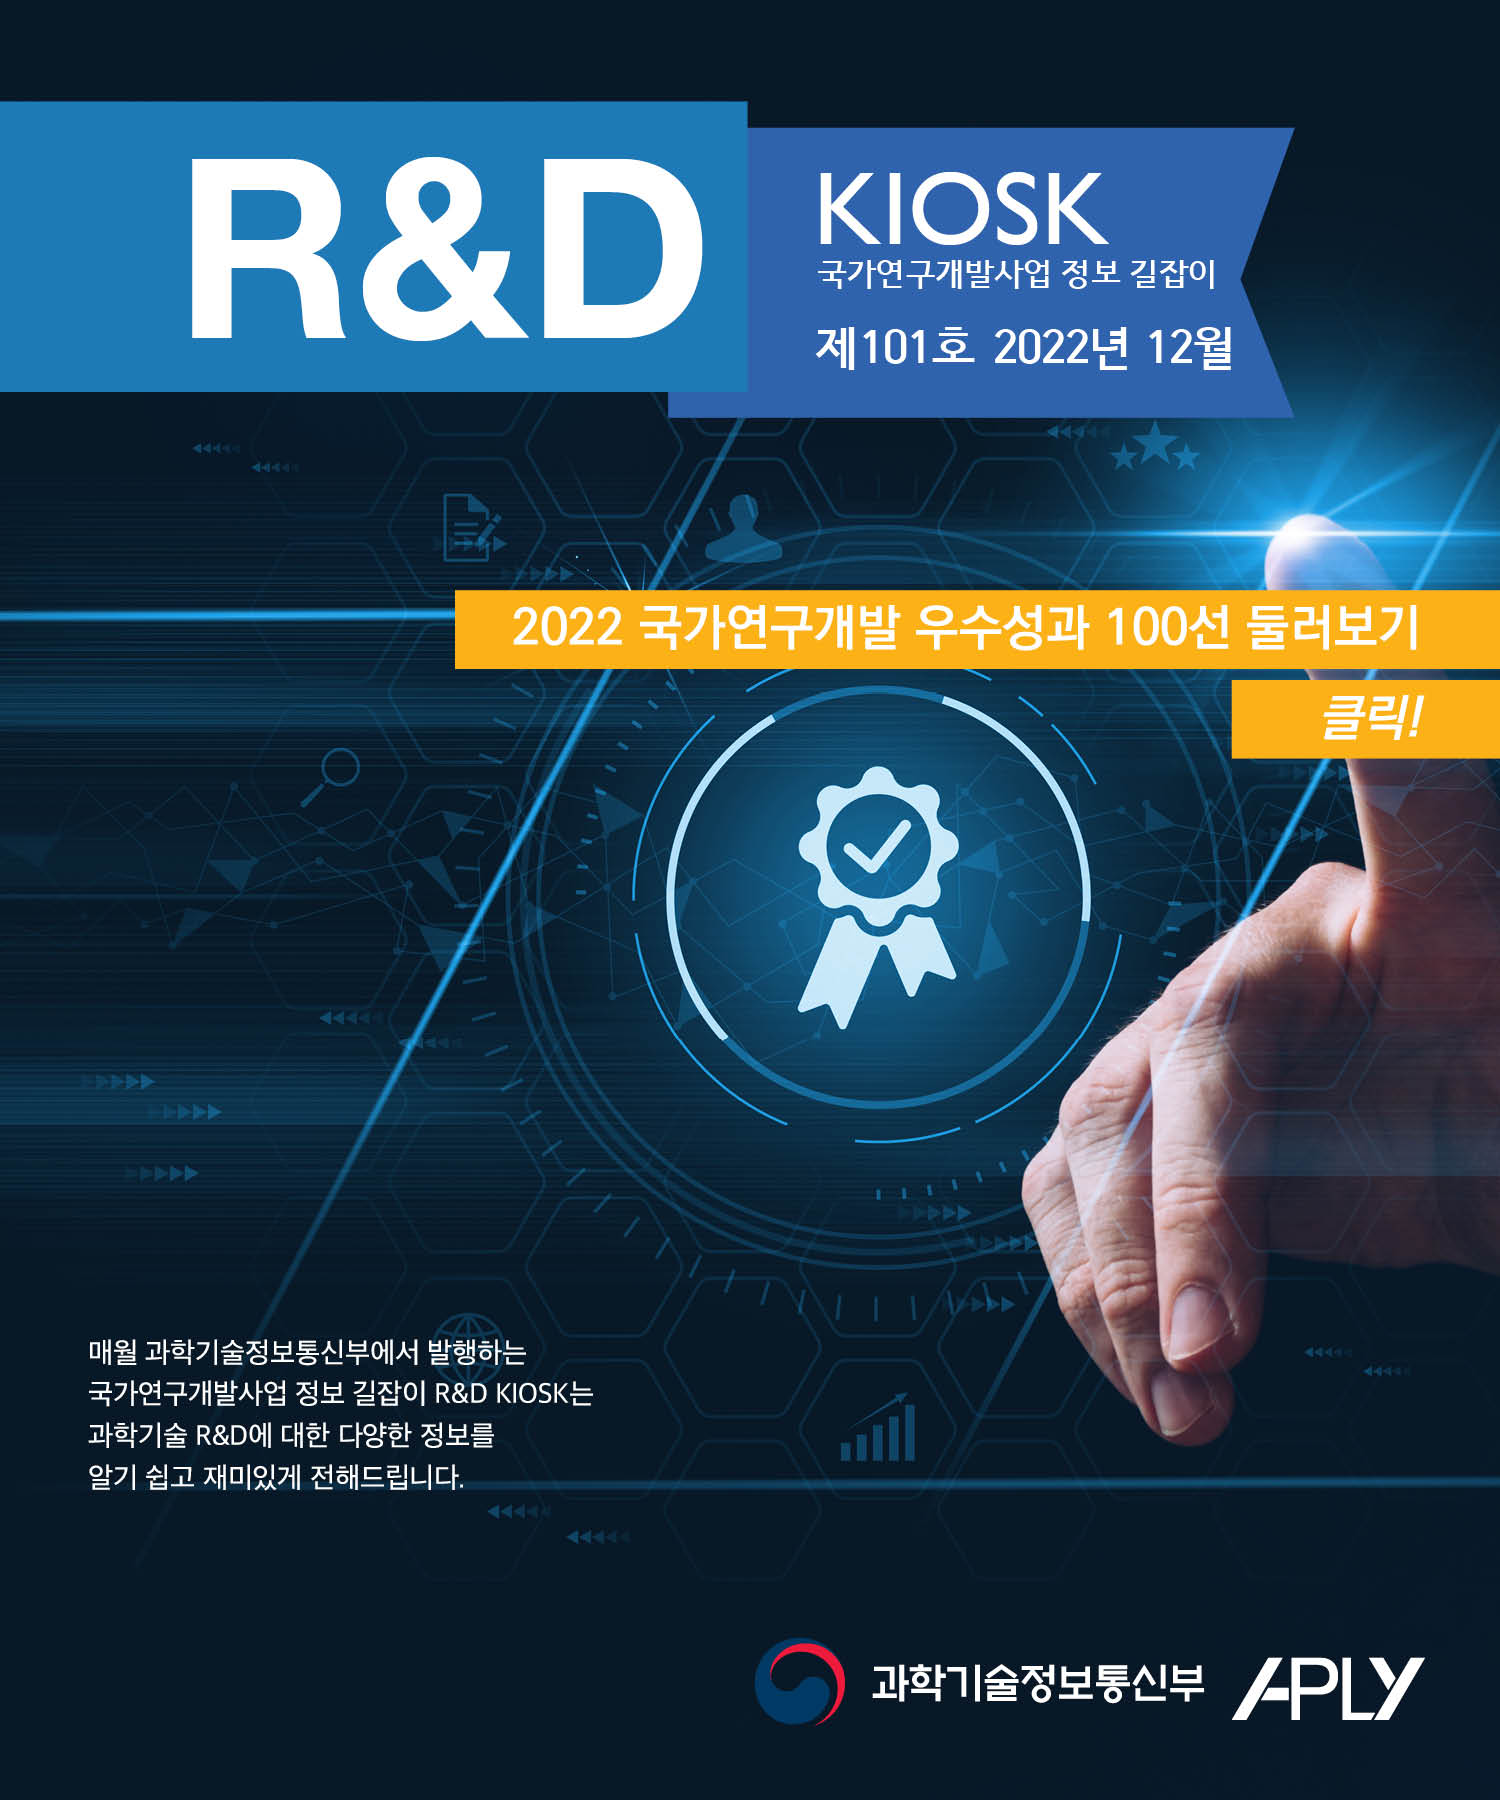 R&D
KIOSK
국가연구개발사업 정보 길잡이
제101호 2022년 12월
2022 국가연구개발 우수성과 100선 둘러보기
클릭!
매월 과학기술정보통신부에서 발행하는
국가연구개발사업 정보 길잡이 R&D KIOSK는
과학기술 R&D에 대한 다양한 정보를
알기 쉽고 재미있게 전해드립니다.
과학기술정보통신부 APLY